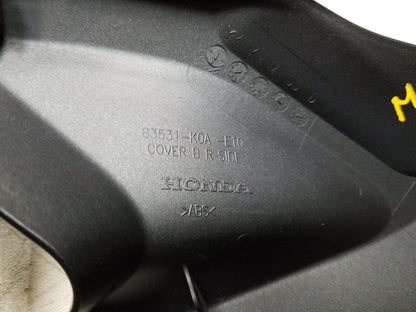 83531-K0A -E10
COVER B R SIDE
HONDA
>ABS<
M